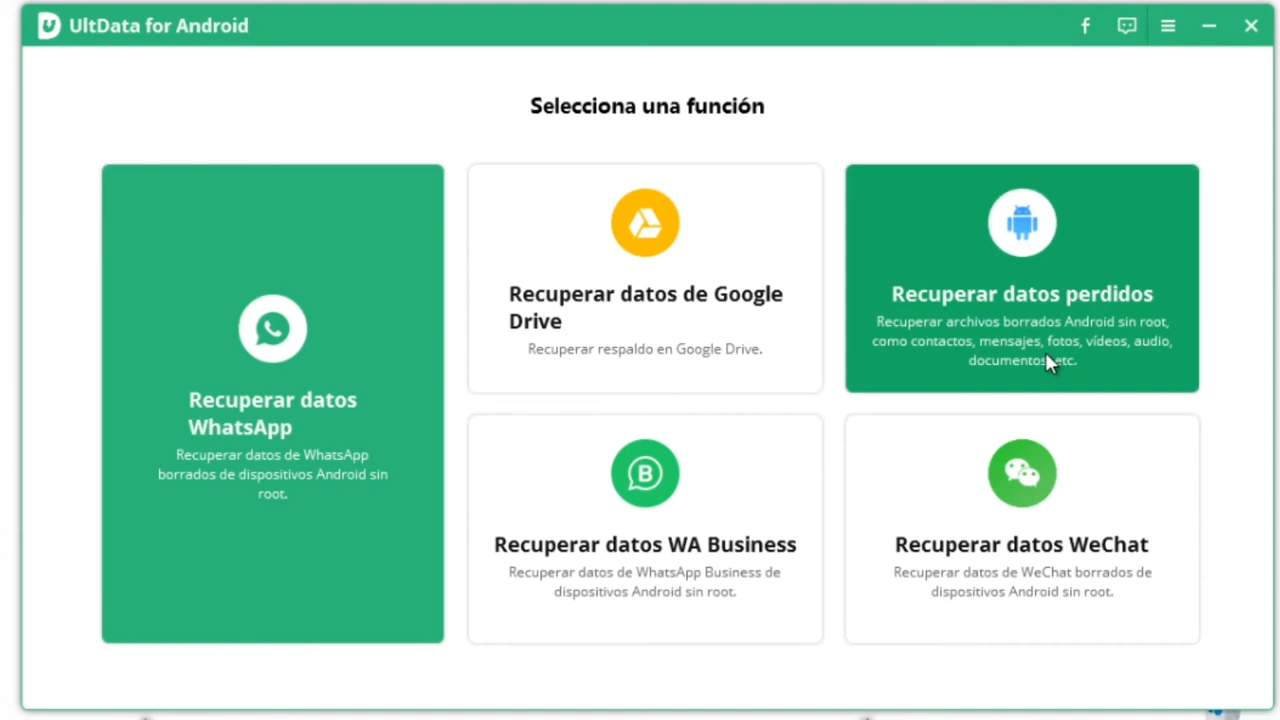 UltData for Android
Selecciona una función
Recuperar datos
WhatsApp
Recuperar datos de WhatsApp
borrados de dispositivos Android sin
root.
Recuperar datos de Google
Drive
Recuperar respaldo en Google Drive.
Recuperar datos perdidos
Recuperar archivos borrados Android sin root,
como contactos, mensajes, fotos, vídeos, audio,
documentos, etc.
Recuperar datos WA Business
Recuperar datos de WhatsApp Business de
dispositivos Android sin root.
Recuperar datos WeChat
Recuperar datos de WeChat borrados de
dispositivos Android sin root.